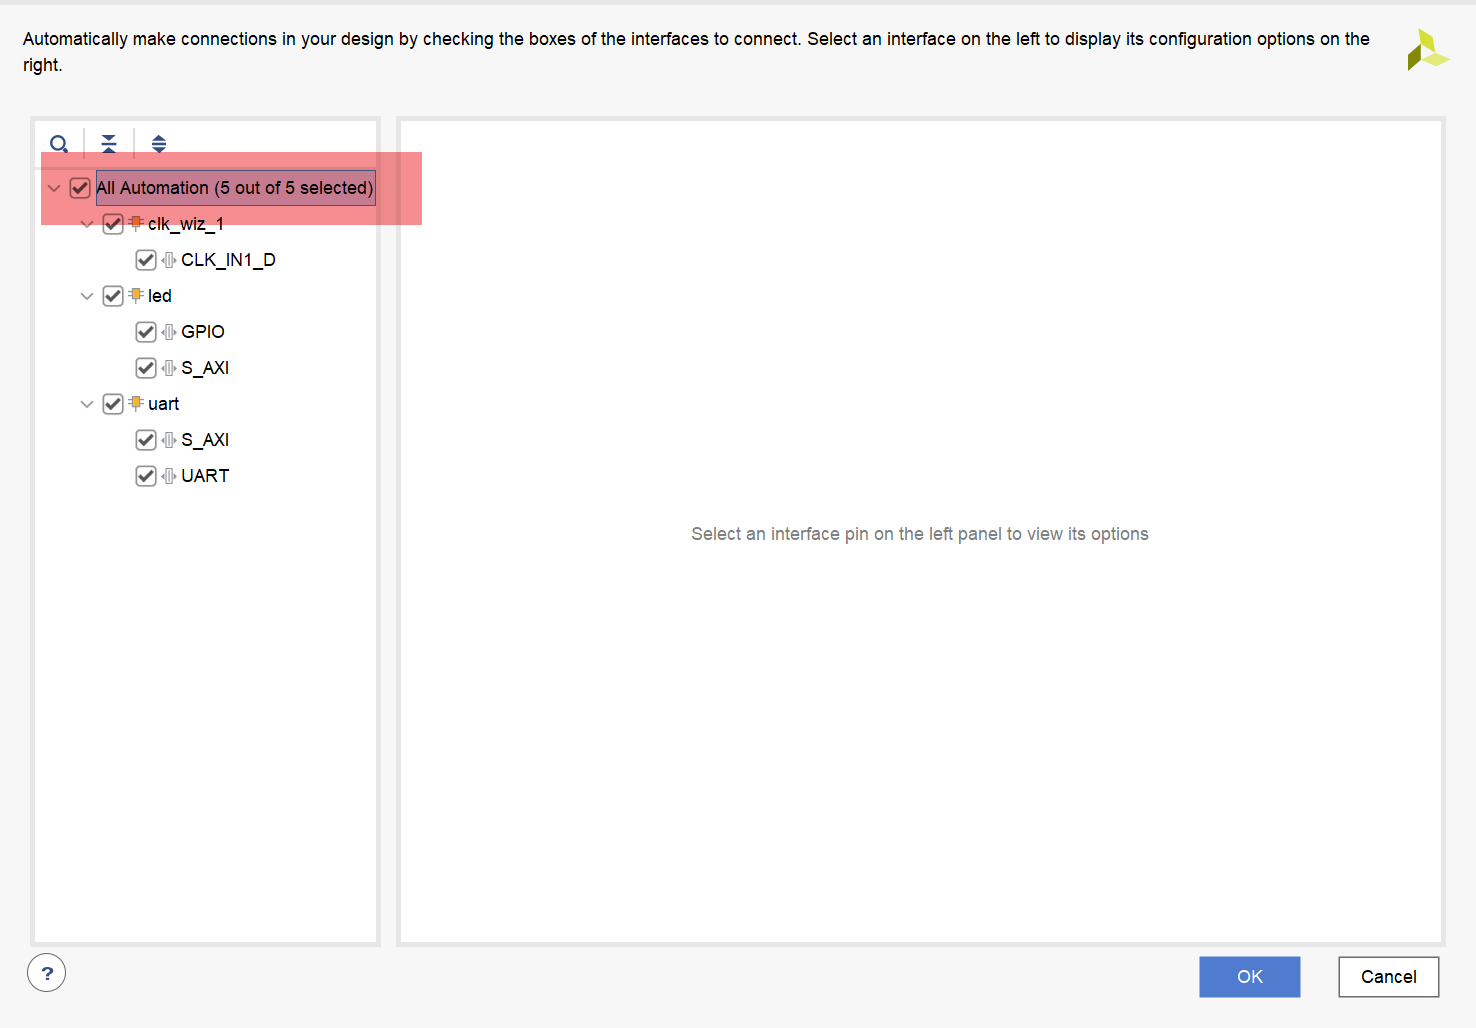 Automatically make connections in your design by checking the boxes of the interfaces to connect. Select an interface on the left to display its configuration options on the
right.
All Automation (5 out of 5 selected)
clk_wiz_1
CLK_IN1_D
led
GPIO
S_AXI
uart
S_AXI
UART
Select an interface pin on the left panel to view its options
?
OK
Cancel